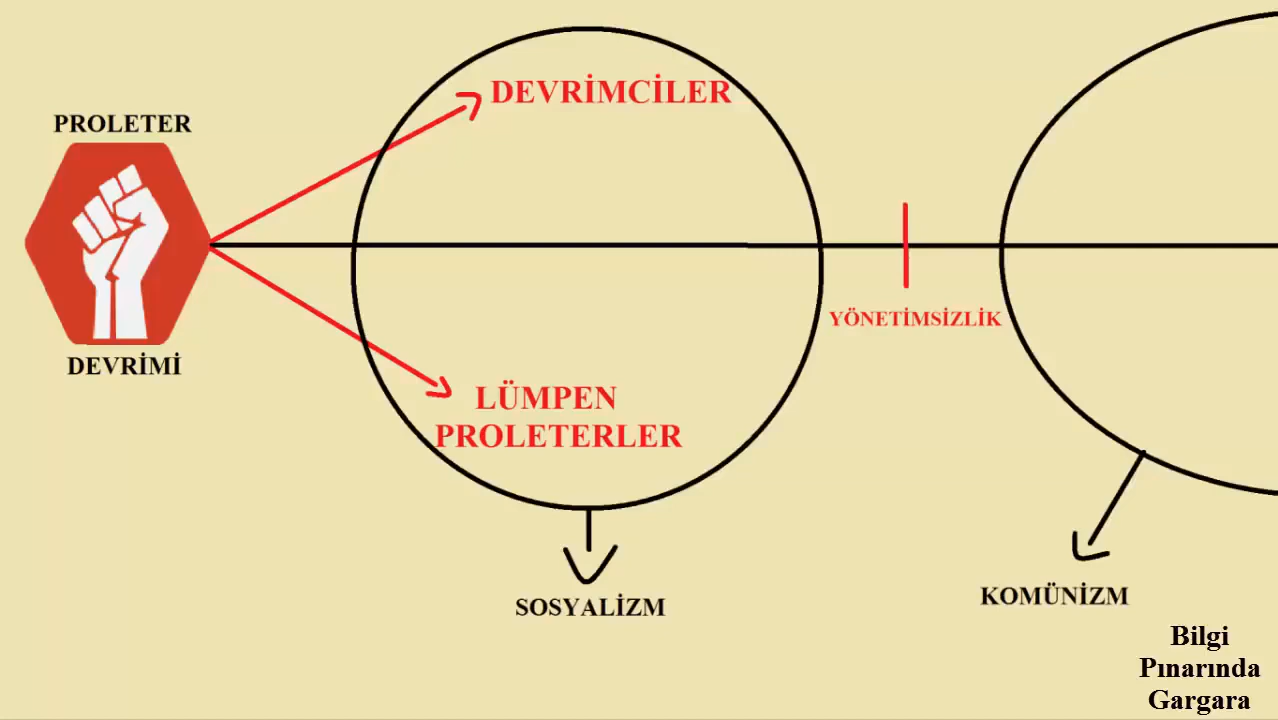 PROLETER
DEVRİMİ
DEVRİMCİLER
LÜMPEN
PROLETERLER
SOSYALİZM
YÖNETİMSİZLİK
KOMÜNİZM
Bilgi
Pınarında
Gargara